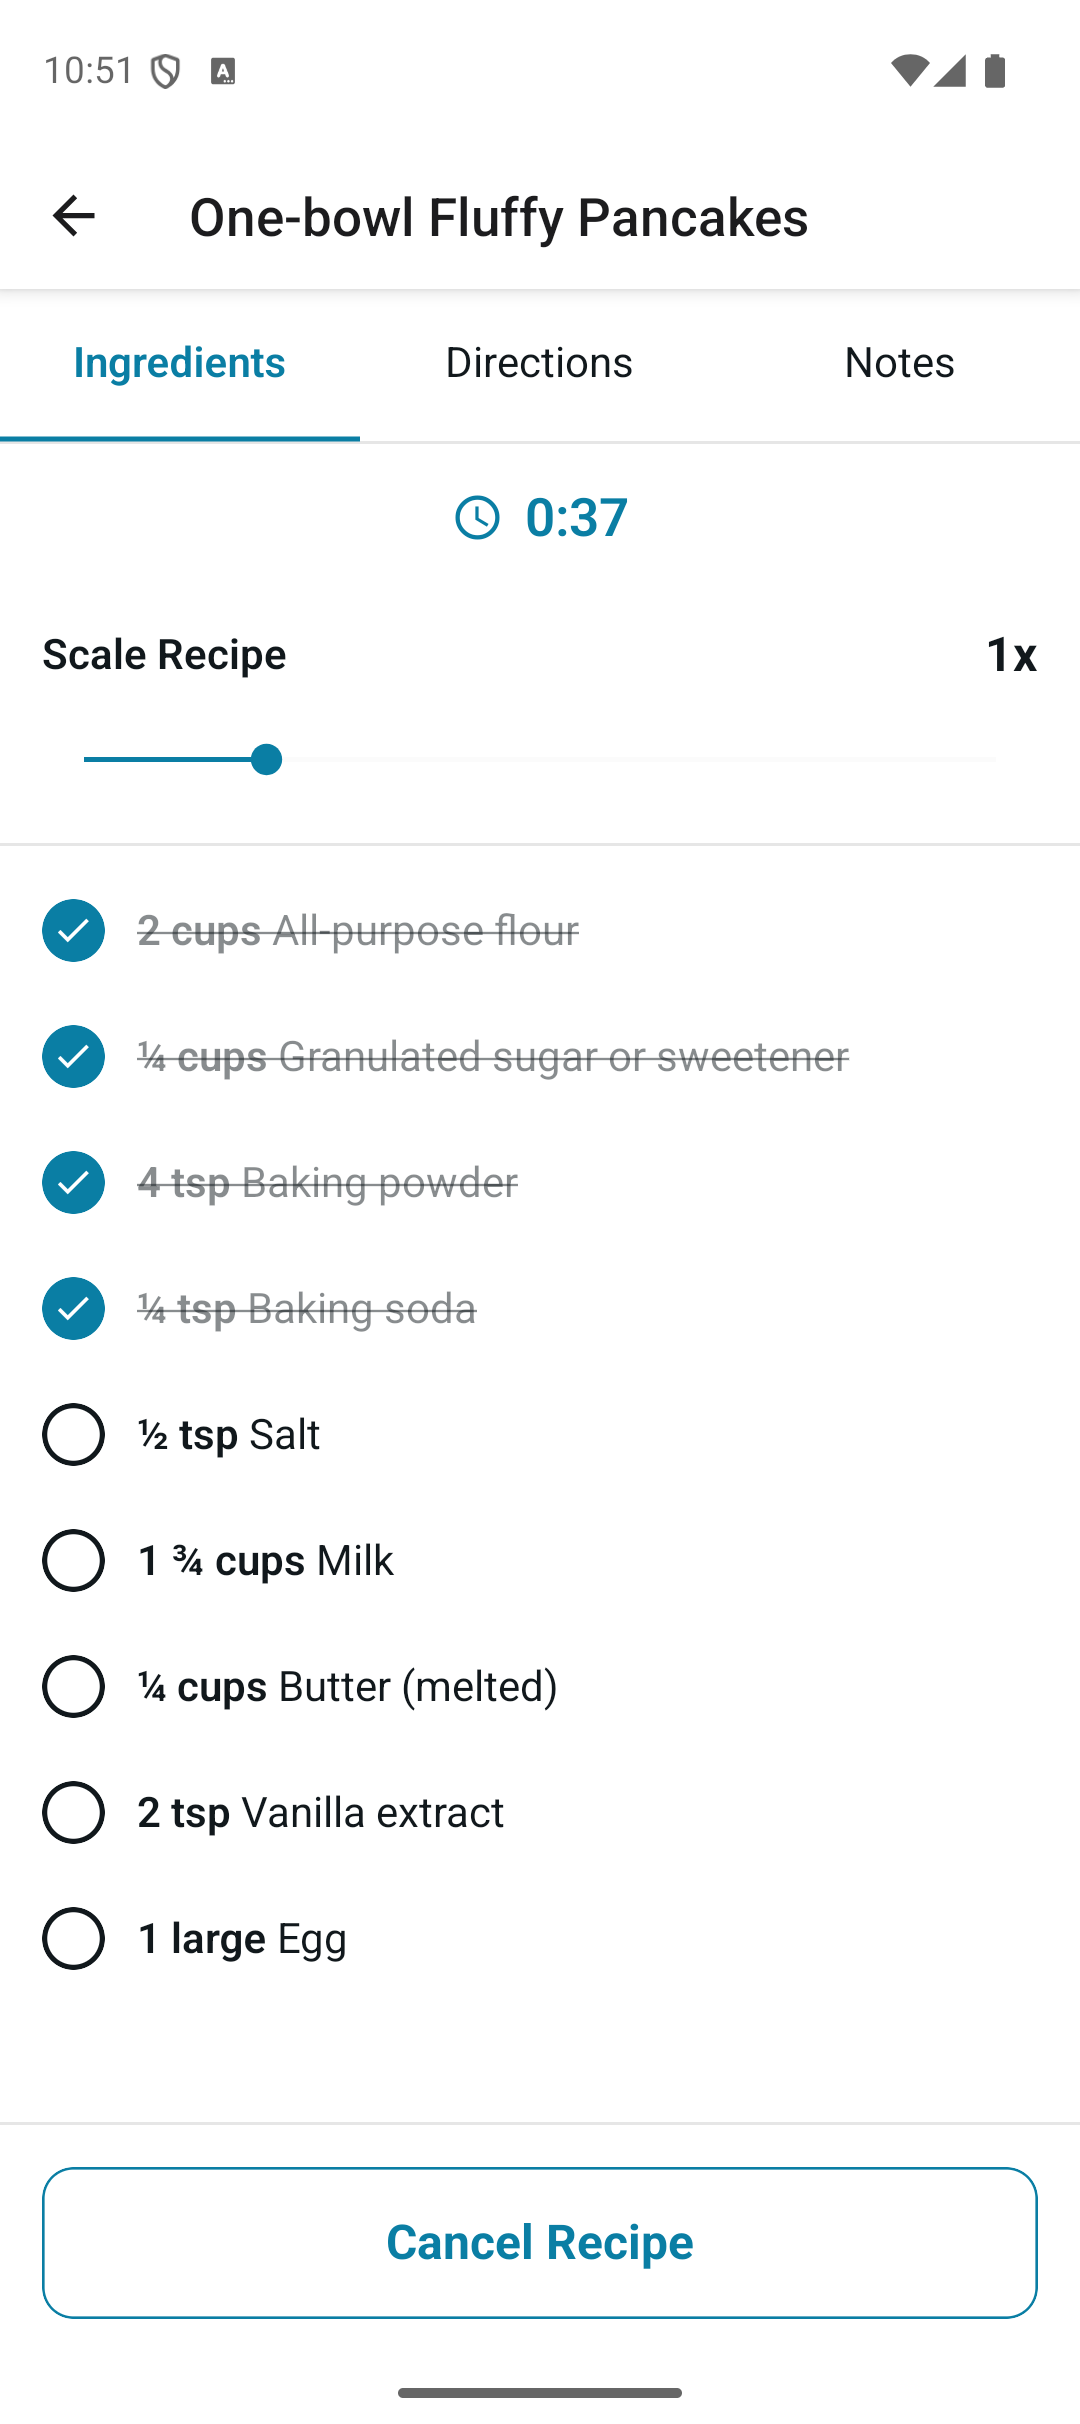 10:51
One-bowl Fluffy Pancakes
Ingredients Directions Notes
0:37
Scale Recipe 1x
2 cups All-purpose flour
¼ cups Granulated sugar or sweetener
4 tsp Baking powder
¼ tsp Baking soda
½ tsp Salt
1 ¾ cups Milk
¼ cups Butter (melted)
2 tsp Vanilla extract
1 large Egg
Cancel Recipe